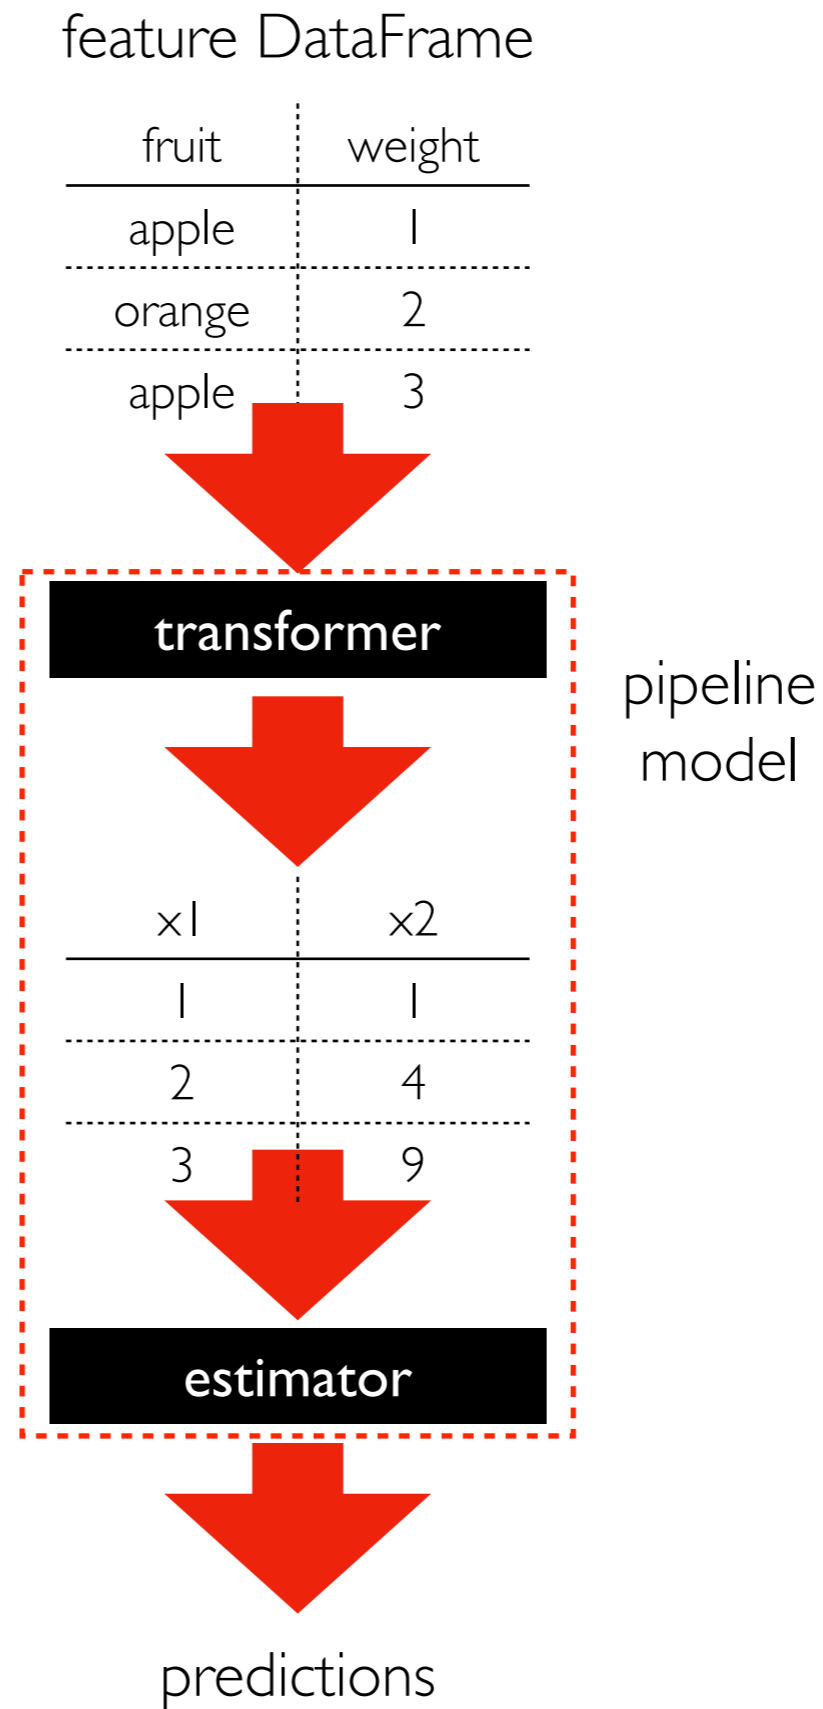 feature DataFrame
fruit weight
apple 1
orange 2
apple 3
transformer
pipeline
model
x1 x2
1 1
2 4
3 9
estimator
predictions